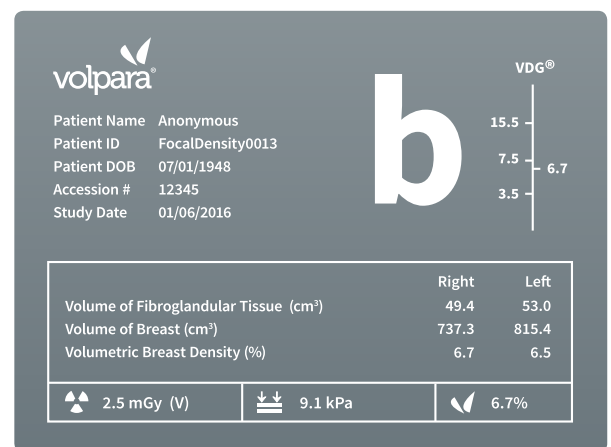 volpara®
Patient Name Anonymous
Patient ID FocalDensity0013
Patient DOB 07/01/1948
Accession # 12345
Study Date 01/06/2016
b
VDG®
15.5
7.5
6.7
3.5
Right Left
Volume of Fibroglandular Tissue (cm³) 49.4 53.0
Volume of Breast (cm³) 737.3 815.4
Volumetric Breast Density (%) 6.7 6.5
2.5 mGy (V) 9.1 kPa 6.7%